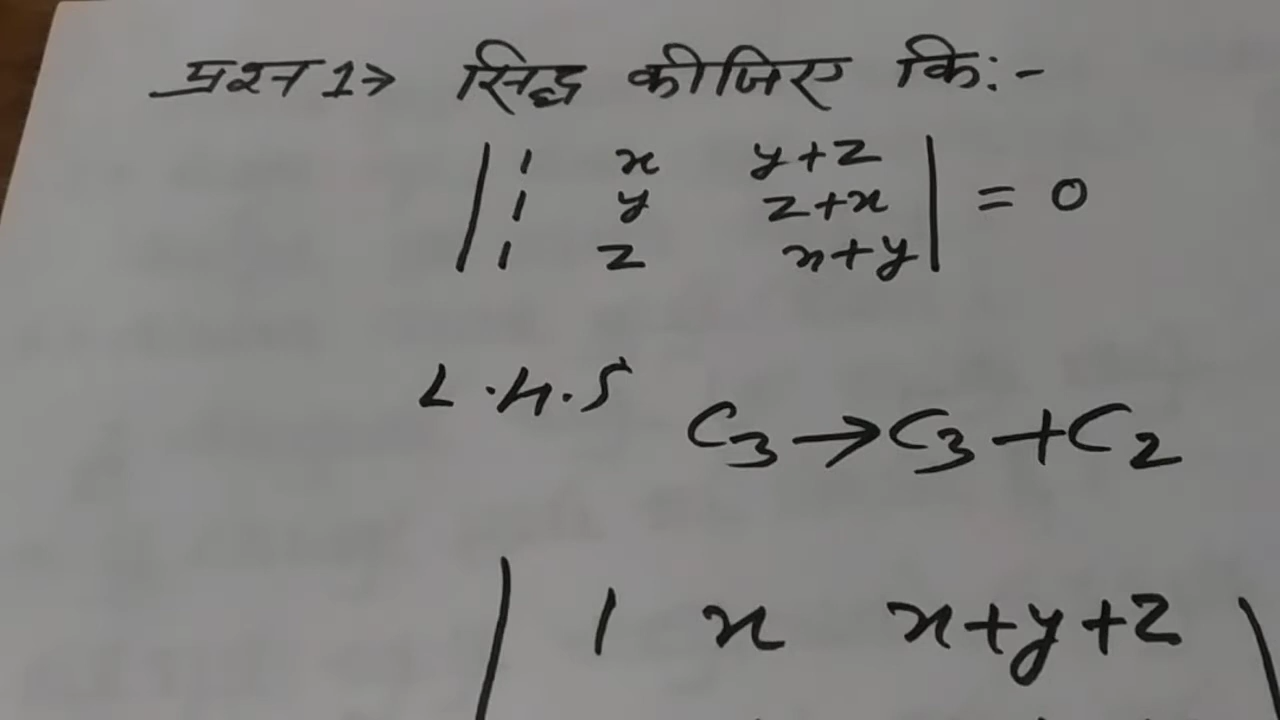 प्रश्न 1→ सिद्ध कीजिए कि:-
| 1 x y+z |
| 1 y z+x | = 0
| 1 z x+y |
L.H.S C₃→C₃+C₂
| 1 x x+y+z |